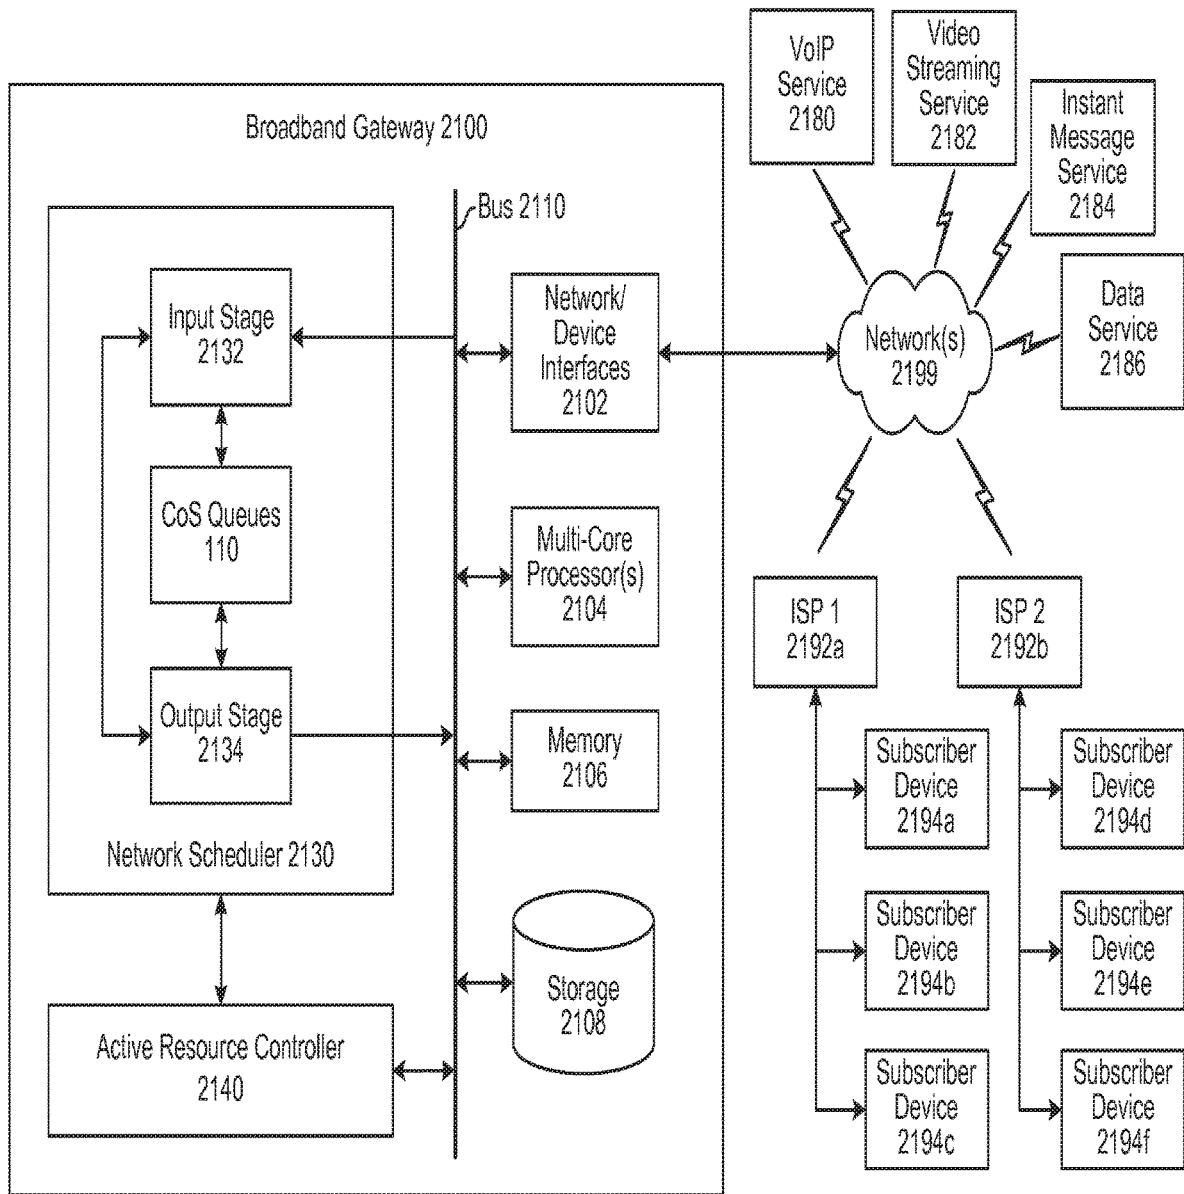 Broadband Gateway 2100
Bus 2110
Input Stage
2132
CoS Queues
110
Output Stage
2134
Network Scheduler 2130
Active Resource Controller
2140
Network/
Device
Interfaces
2102
Multi-Core
Processor(s)
2104
Memory
2106
Storage
2108
VoIP
Service
2180
Video
Streaming
Service
2182
Instant
Message
Service
2184
Data
Service
2186
Network(s)
2199
ISP 1
2192a
ISP 2
2192b
Subscriber
Device
2194a
Subscriber
Device
2194b
Subscriber
Device
2194c
Subscriber
Device
2194d
Subscriber
Device
2194e
Subscriber
Device
2194f